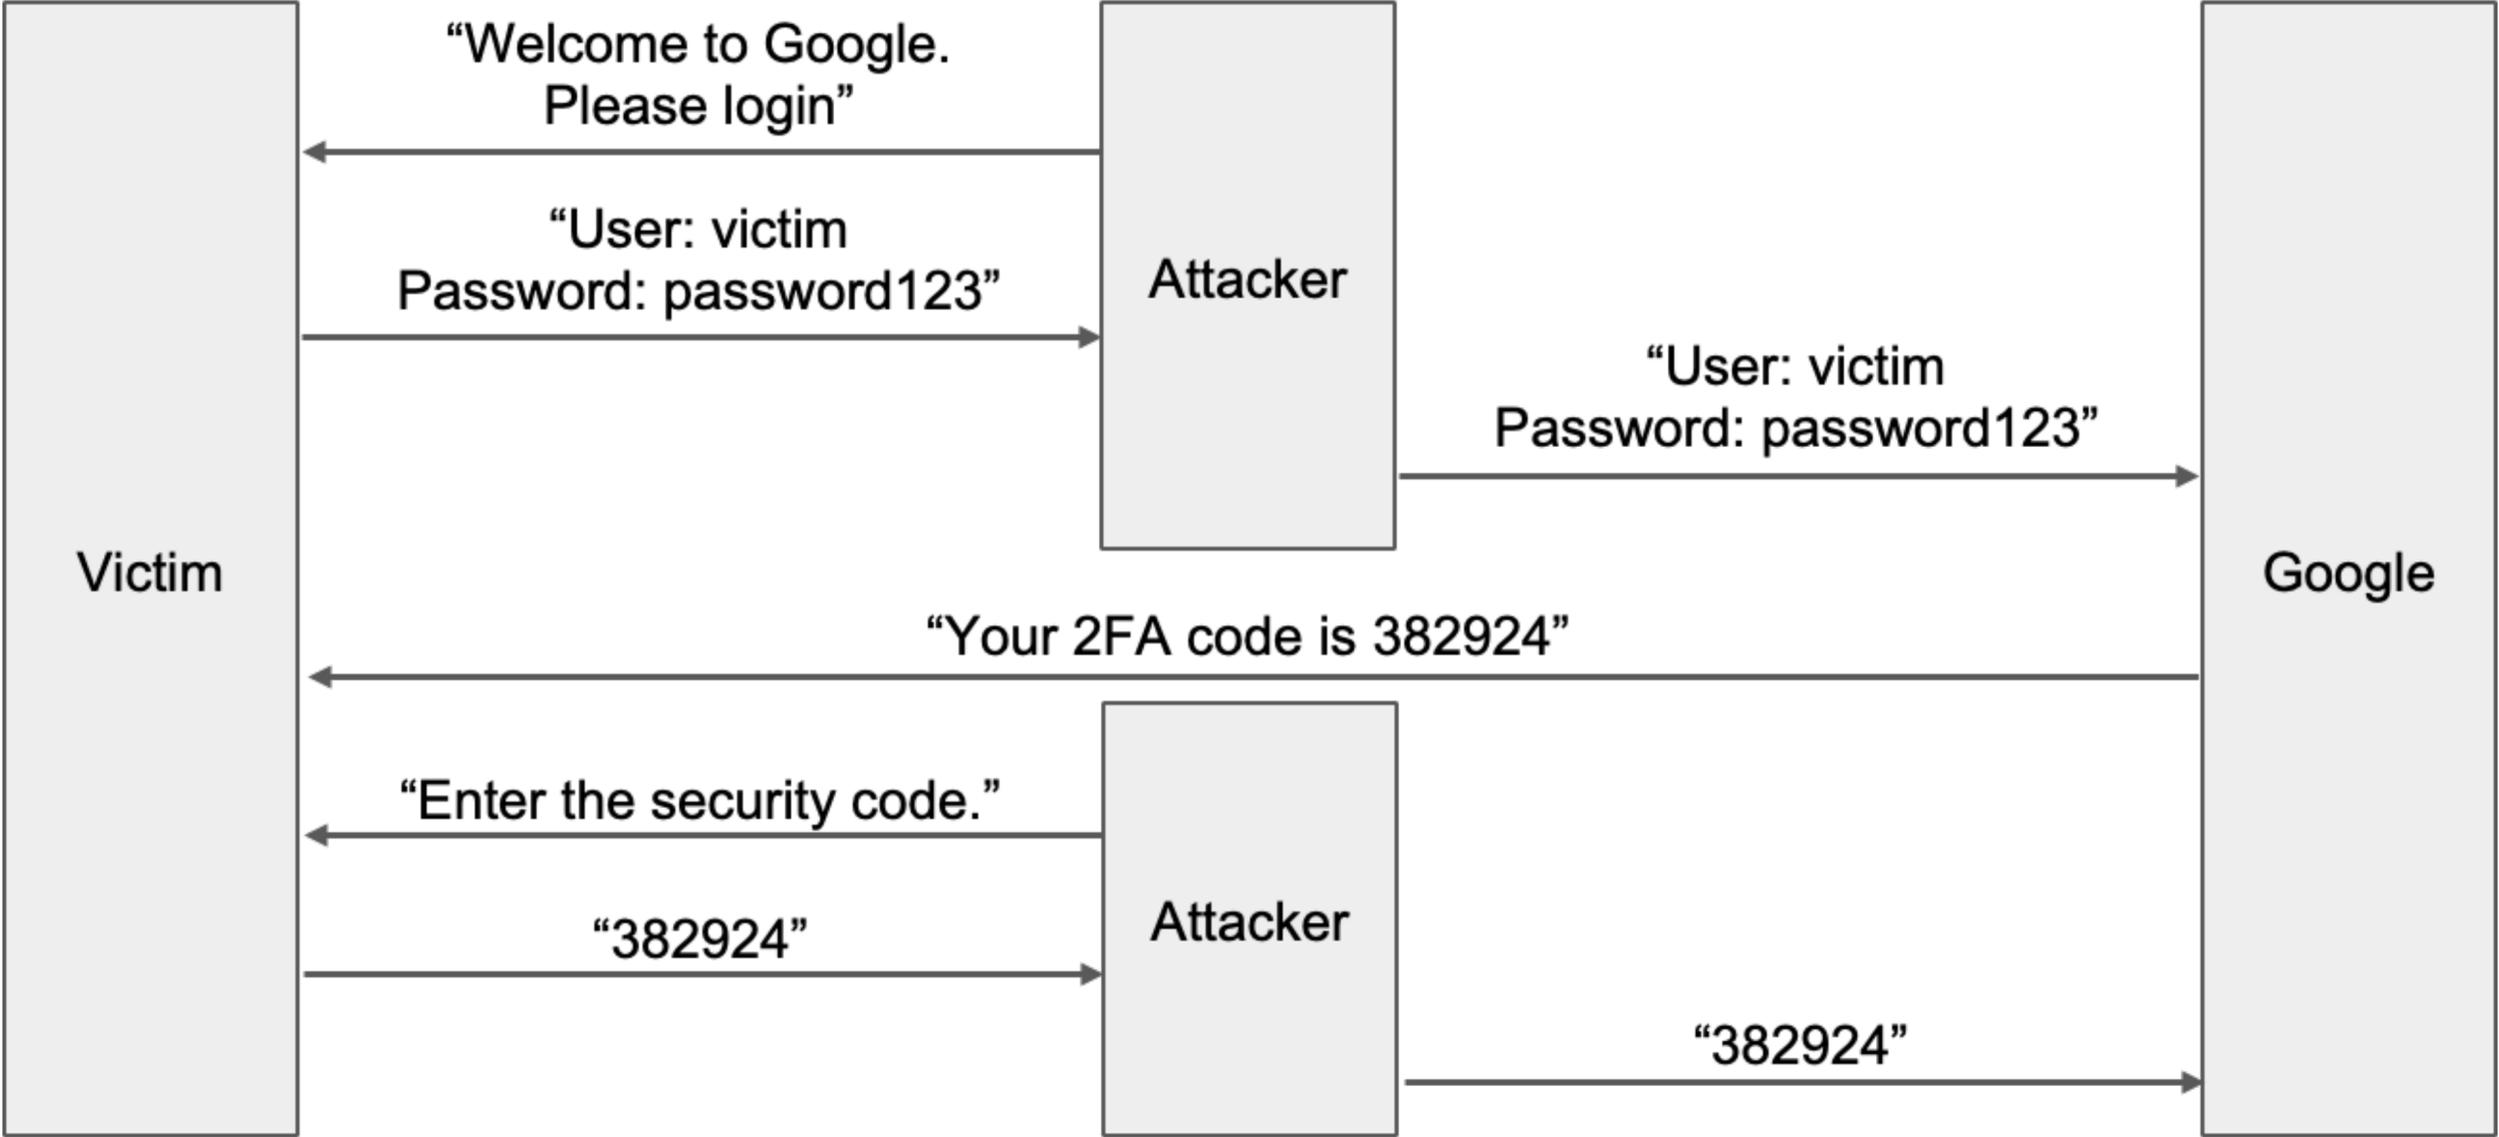 “Welcome to Google.
Please login”
“User: victim
Password: password123”
Attacker
“User: victim
Password: password123”
Victim
Google
“Your 2FA code is 382924”
“Enter the security code.”
Attacker
“382924”
“382924”